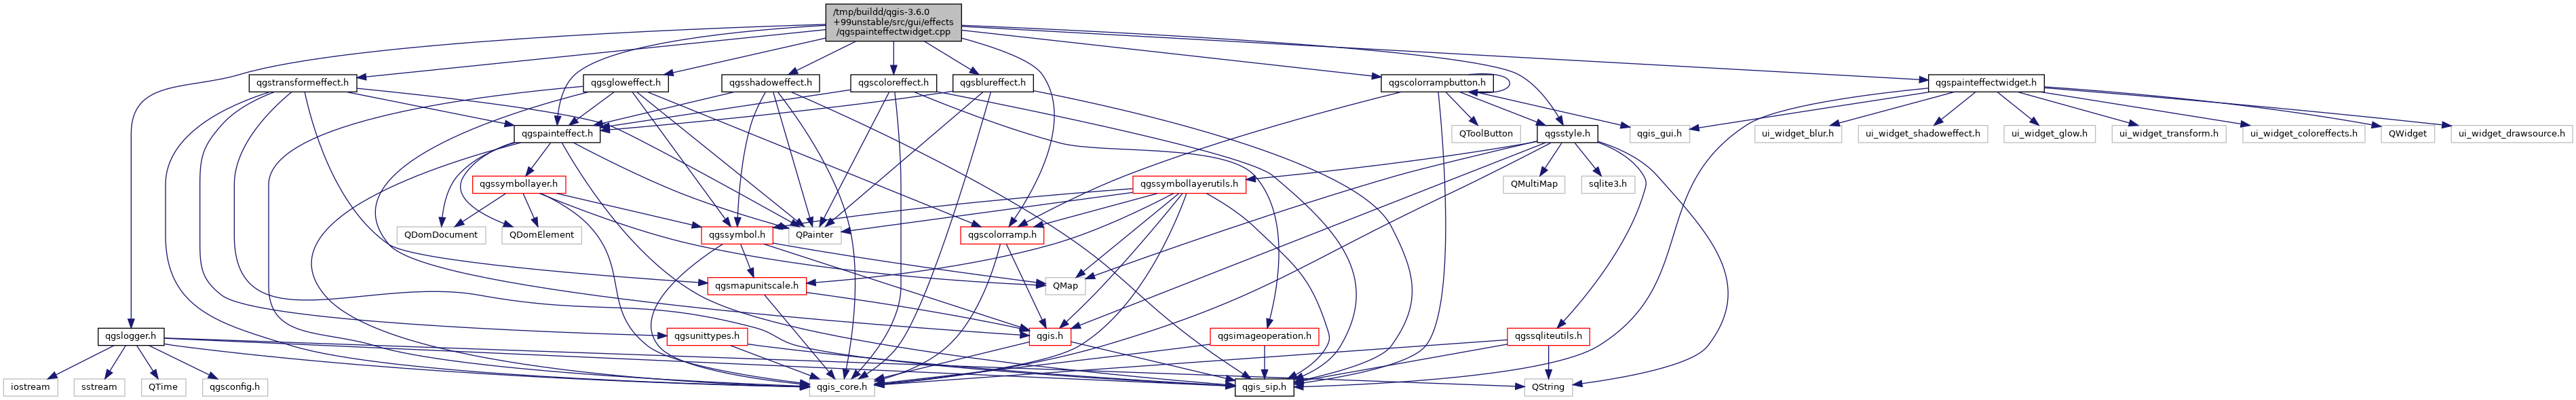 /tmp/buildd/qgis-3.6.0
+99unstable/src/gui/effects
/qgspainteffectwidget.cpp
qgstransformeffect.h
qgsgloweffect.h
qgsshadoweffect.h
qgscoloreffect.h
qgsblureffect.h
qgscolorrampbutton.h
qgspainteffectwidget.h
qgspainteffect.h
QToolButton
qgsstyle.h
qgis_gui.h
ui_widget_blur.h
ui_widget_shadoweffect.h
ui_widget_glow.h
ui_widget_transform.h
ui_widget_coloreffects.h
QWidget
ui_widget_drawsource.h
qgssymbollayer.h
qgssymbollayerutils.h
QMultiMap
sqlite3.h
QDomDocument
QDomElement
qgssymbol.h
QPainter
qgscolorramp.h
qgsmapunitscale.h
QMap
qgslogger.h
qgsunittypes.h
qgis.h
qgsimageoperation.h
qgssqliteutils.h
iostream
sstream
QTime
qgsconfig.h
qgis_core.h
qgis_sip.h
QString